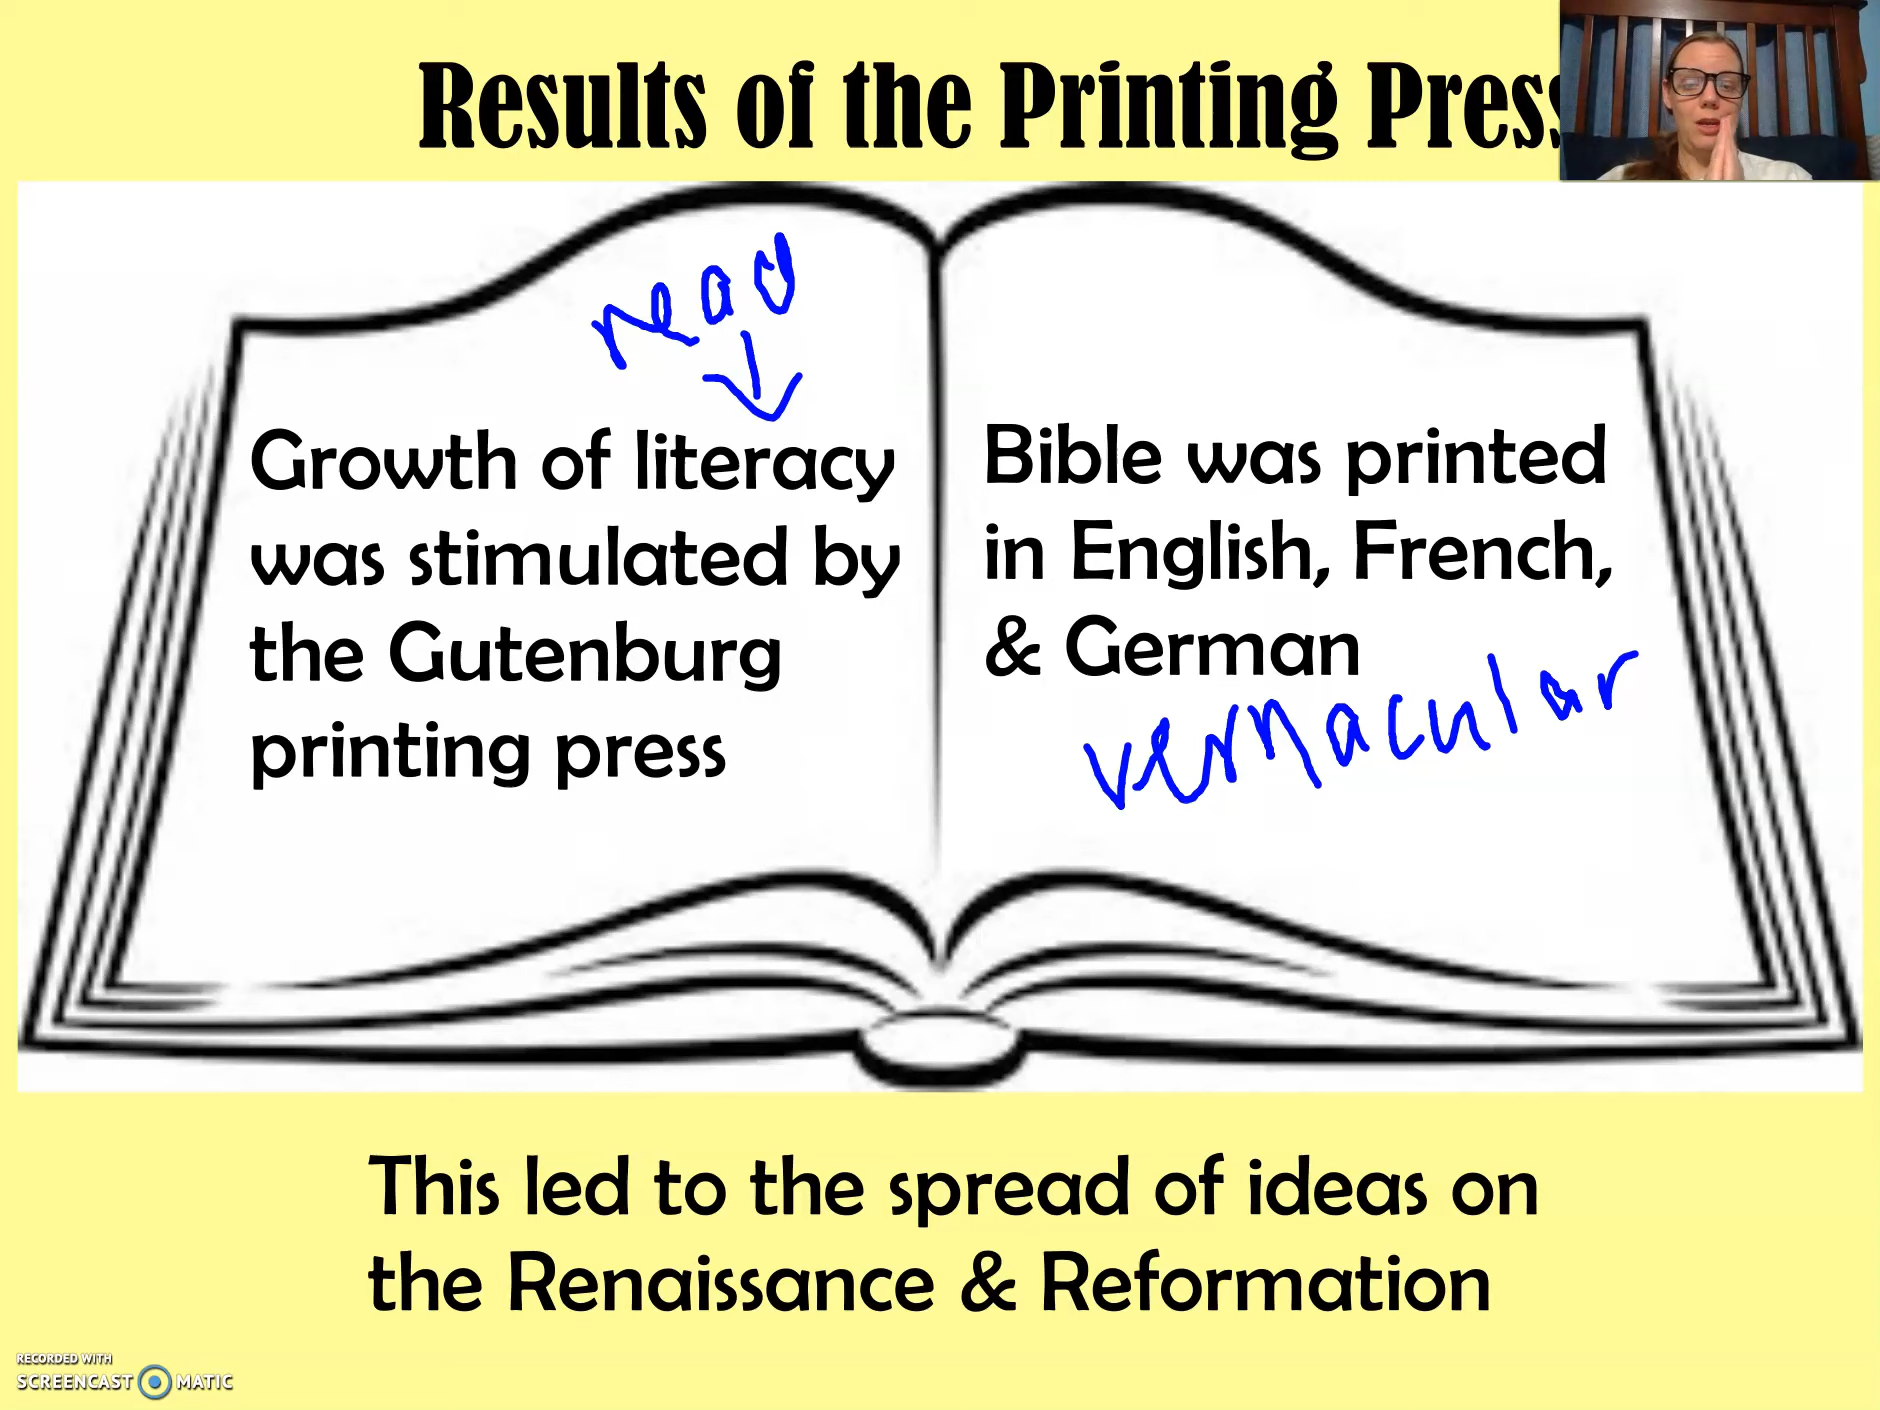 Results of the Printing Press
read
Growth of literacy
was stimulated by
the Gutenburg
printing press
Bible was printed
in English, French,
& German
vernacular
This led to the spread of ideas on
the Renaissance & Reformation
RECORDED WITH
SCREENCAST MATIC